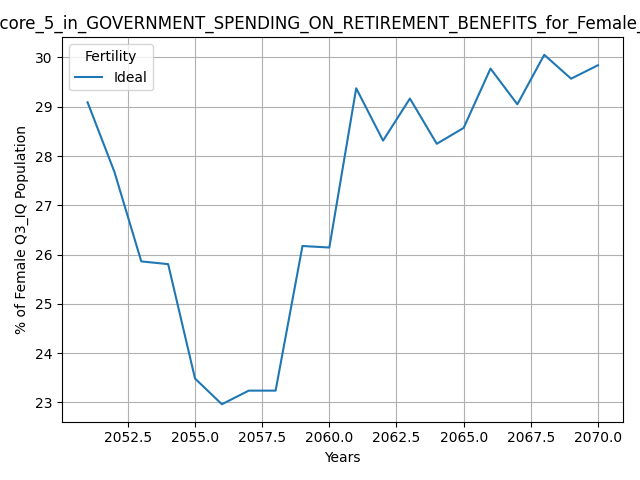 core_5_in_GOVERNMENT_SPENDING_ON_RETIREMENT_BENEFITS_for_Female_
Fertility
Ideal
% of Female Q3_IQ Population
30
29
28
27
26
25
24
23
2052.5 2055.0 2057.5 2060.0 2062.5 2065.0 2067.5 2070.0
Years